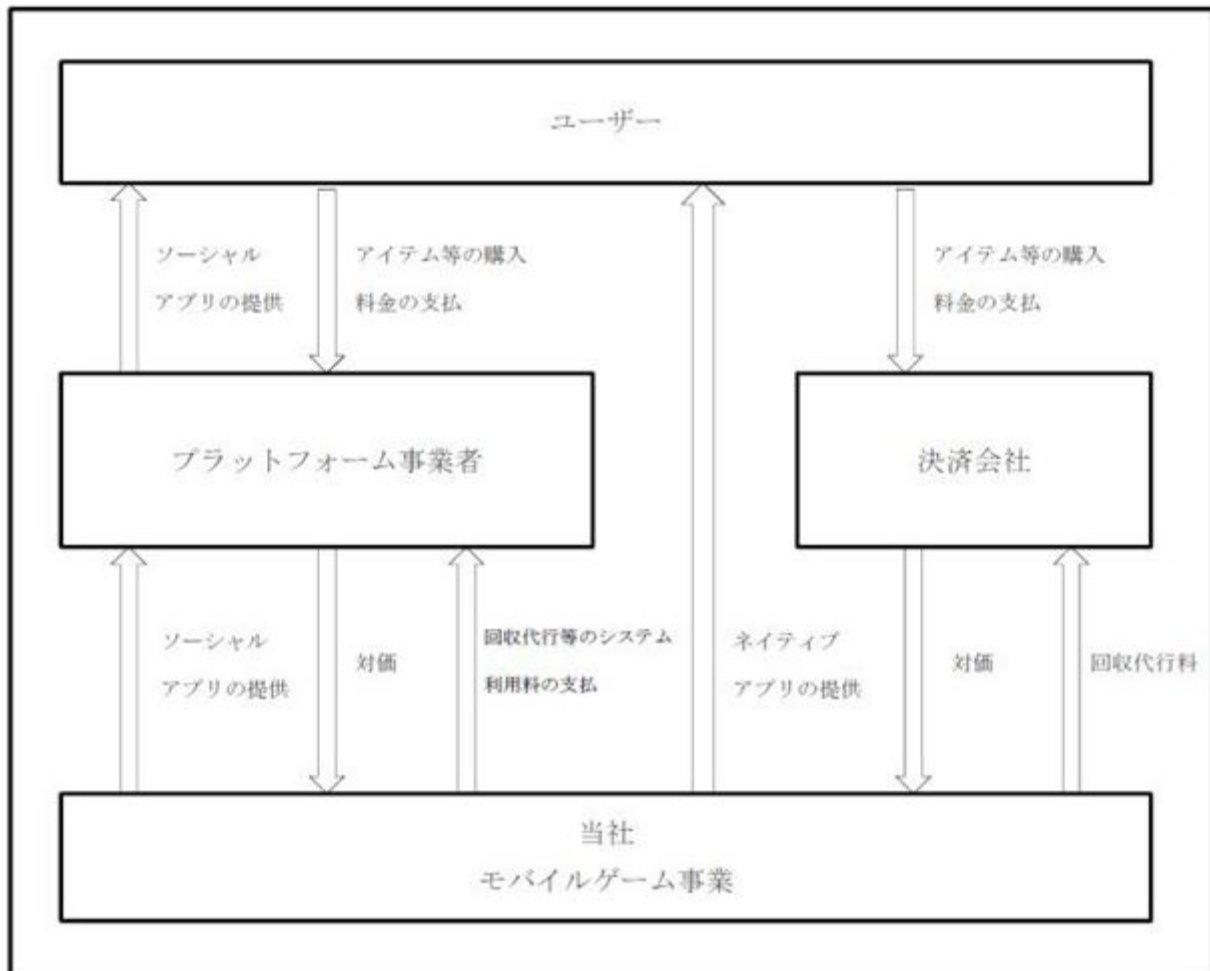 ユーザー
ソーシャル
アプリの提供
アイテム等の購入
料金の支払
アイテム等の購入
料金の支払
プラットフォーム事業者
決済会社
ソーシャル
アプリの提供
対価
回収代行等のシステム
利用料の支払
ネイティブ
アプリの提供
対価
回収代行料
当社
モバイルゲーム事業